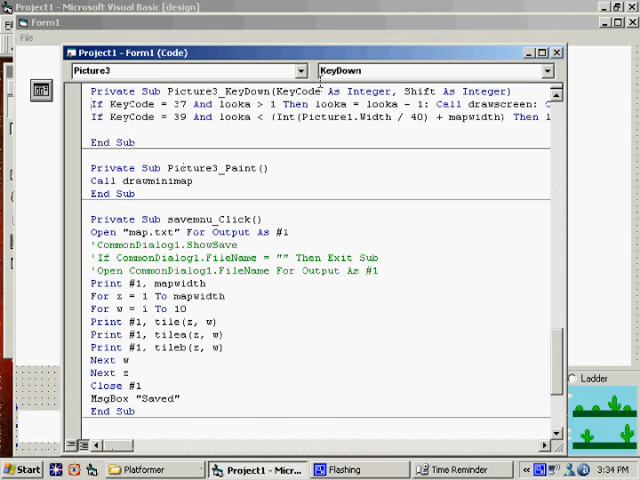 Project1 - Microsoft Visual Basic [design]
Form1
File
Project1 - Form1 (Code)
Picture3
KeyDown
Private Sub Picture3_KeyDown(KeyCode As Integer, Shift As Integer)
If KeyCode = 37 And looka > 1 Then looka = looka - 1: Call drawscreen: C
If KeyCode = 39 And looka < (Int(Picture1.Width / 40) + mapwidth) Then l
End Sub
Private Sub Picture3_Paint()
Call drawminimap
End Sub
Private Sub savemnu_Click()
Open "map.txt" For Output As #1
'CommonDialog1.ShowSave
'If CommonDialog1.FileName = "" Then Exit Sub
'Open CommonDialog1.FileName For Output As #1
Print #1, mapwidth
For z = 1 To mapwidth
For w = 1 To 10
Print #1, tile(z, w)
Print #1, tilea(z, w)
Print #1, tileb(z, w)
Next w
Next z
Close #1
MsgBox "Saved"
End Sub
Ladder
Start
Platformer
Project1 - Micr...
Flashing
Time Reminder
3:34 PM